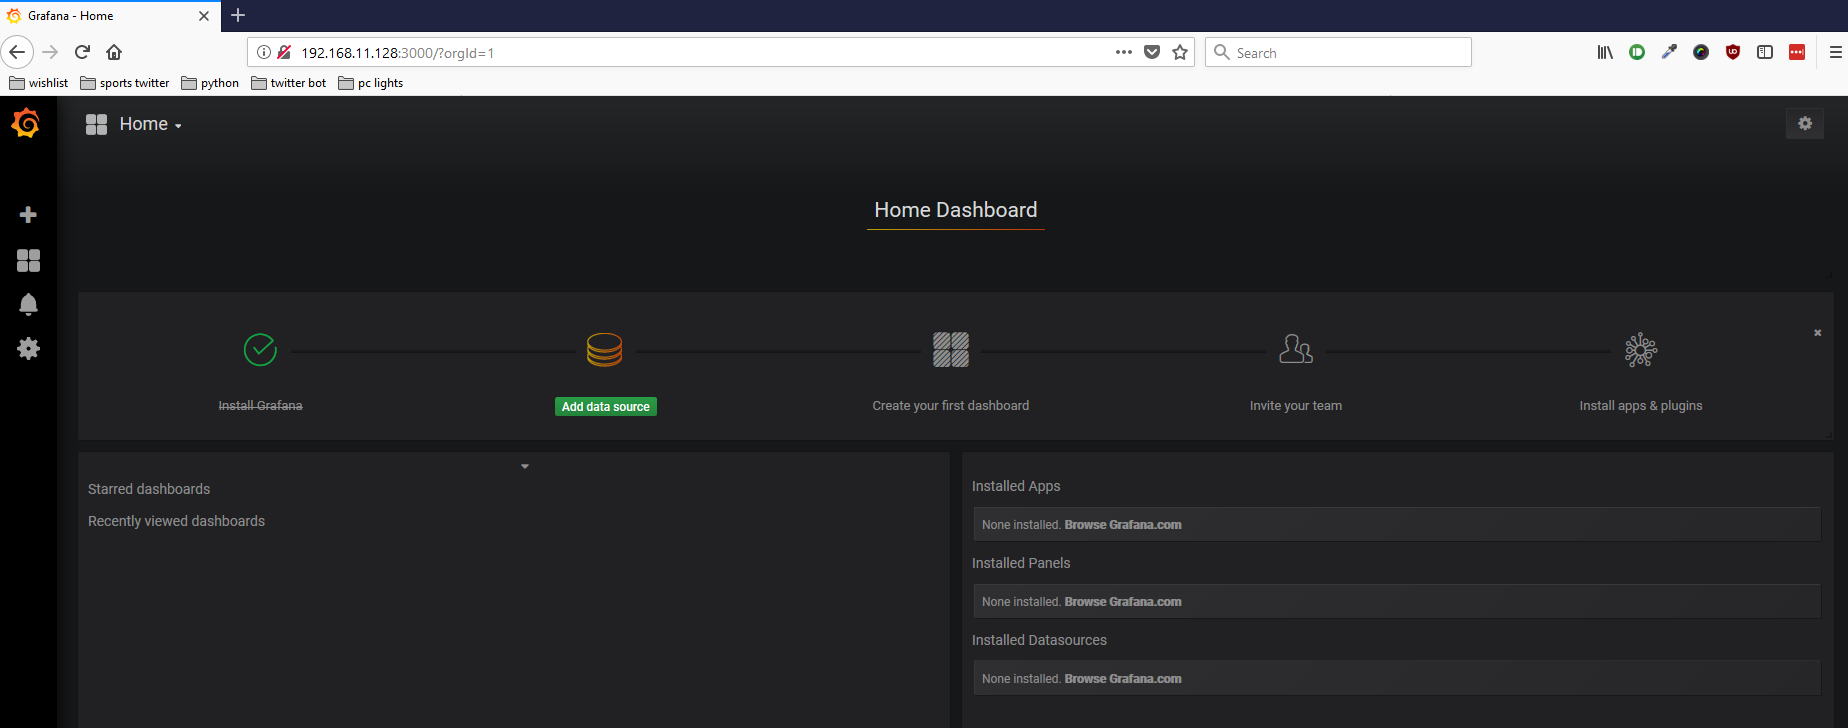 Grafana - Home
192.168.11.128:3000/?orgId=1
Search
wishlist sports twitter python twitter bot pc lights
Home
Home Dashboard
Install Grafana Add data source Create your first dashboard Invite your team Install apps & plugins
Starred dashboards
Recently viewed dashboards
Installed Apps
None installed. Browse Grafana.com
Installed Panels
None installed. Browse Grafana.com
Installed Datasources
None installed. Browse Grafana.com